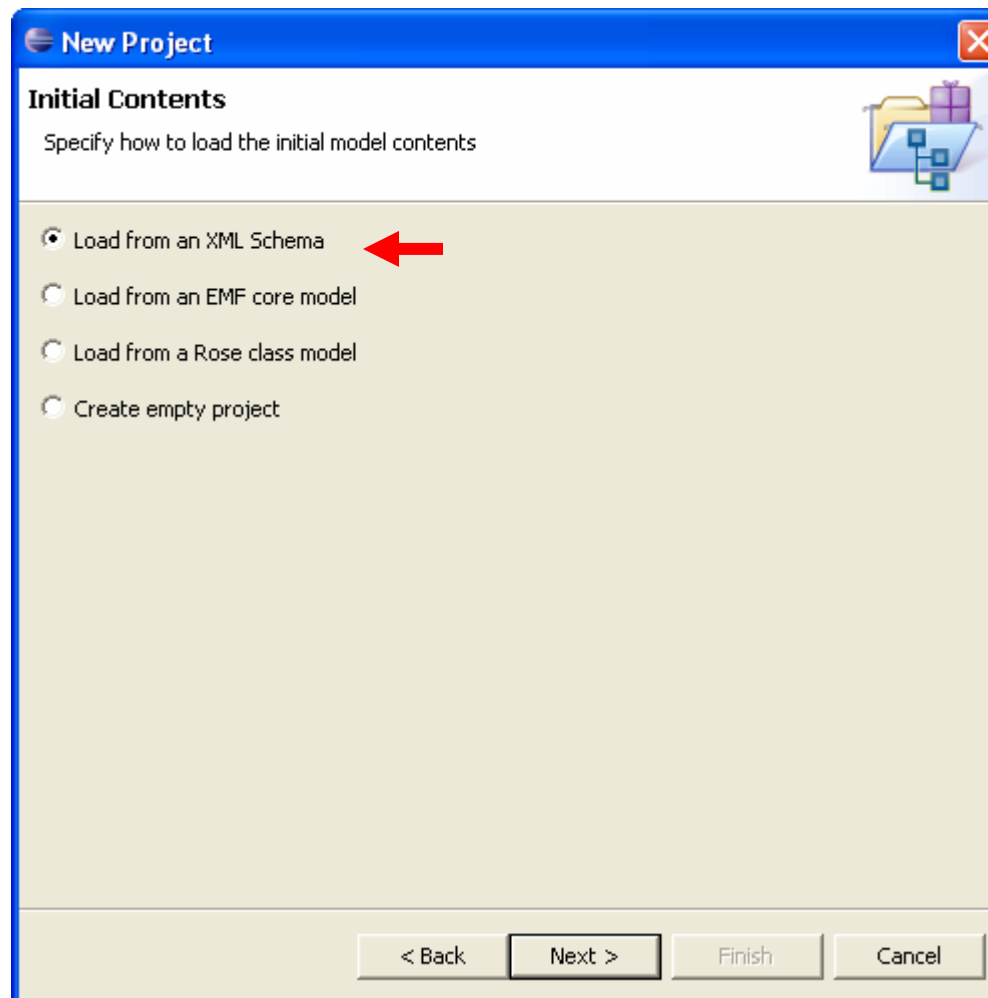 New Project
Initial Contents
Specify how to load the initial model contents
Load from an XML Schema
Load from an EMF core model
Load from a Rose class model
Create empty project
< Back Next > Finish Cancel